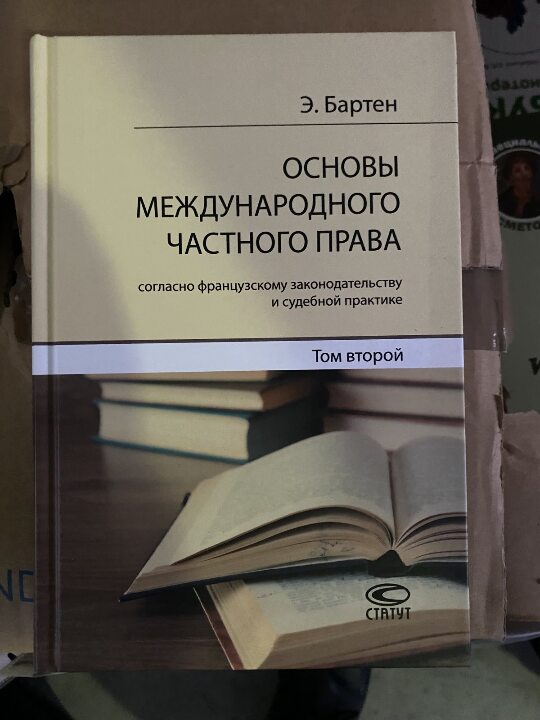 Э. Бартен
ОСНОВЫ
МЕЖДУНАРОДНОГО
ЧАСТНОГО ПРАВА
согласно французскому законодательству
и судебной практике
Том второй
СТАТУТ